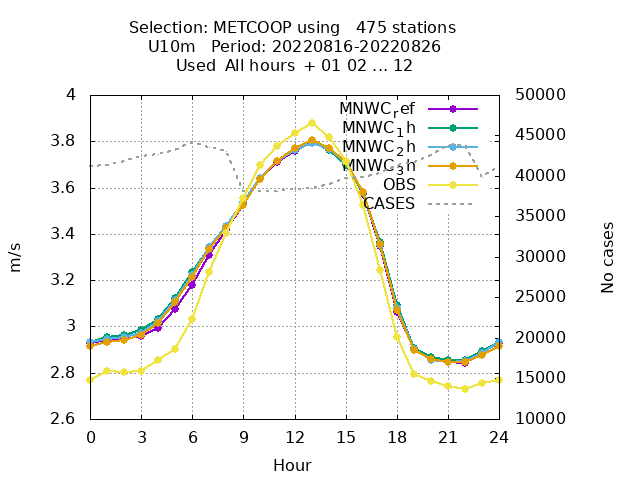 Selection: METCOOP using 475 stations
U10m Period: 20220816-20220826
Used All hours + 01 02 ... 12
4
3.8
3.6
3.4
3.2
3
2.8
2.6
50000
45000
40000
35000
30000
25000
20000
15000
10000
MNWC_ref
MNWC_1h
MNWC_2h
MNWC_3h
OBS
CASES
m/s
No cases
0 3 6 9 12 15 18 21 24
Hour